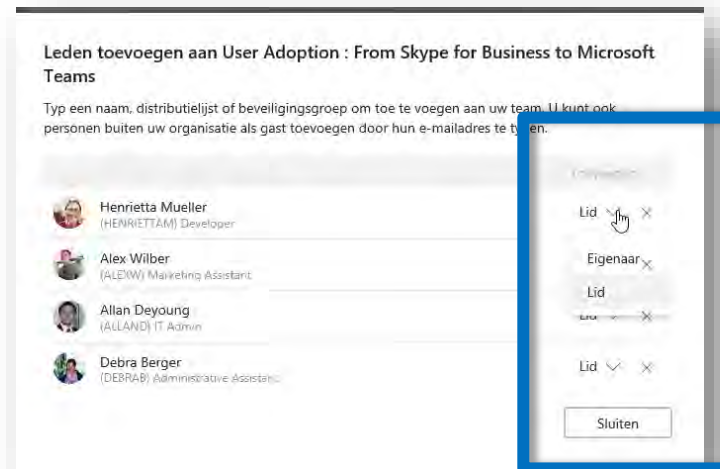 Leden toevoegen aan User Adoption : From Skype for Business to Microsoft
Teams
Typ een naam, distributielijst of beveiligingsgroep om toe te voegen aan uw team. U kunt ook
personen buiten uw organisatie als gast toevoegen door hun e-mailadres te typen.
Toevoegen
Henrietta Mueller
Lid
(HENRIETTAM) Developer
Alex Wilber
Eigenaar
(ALEXW) Marketing Assistant
Lid
Allan Deyoung
Lid
(ALLAND) IT Admin
Debra Berger
Lid
(DEBRAB) Administrative Assistant
Sluiten